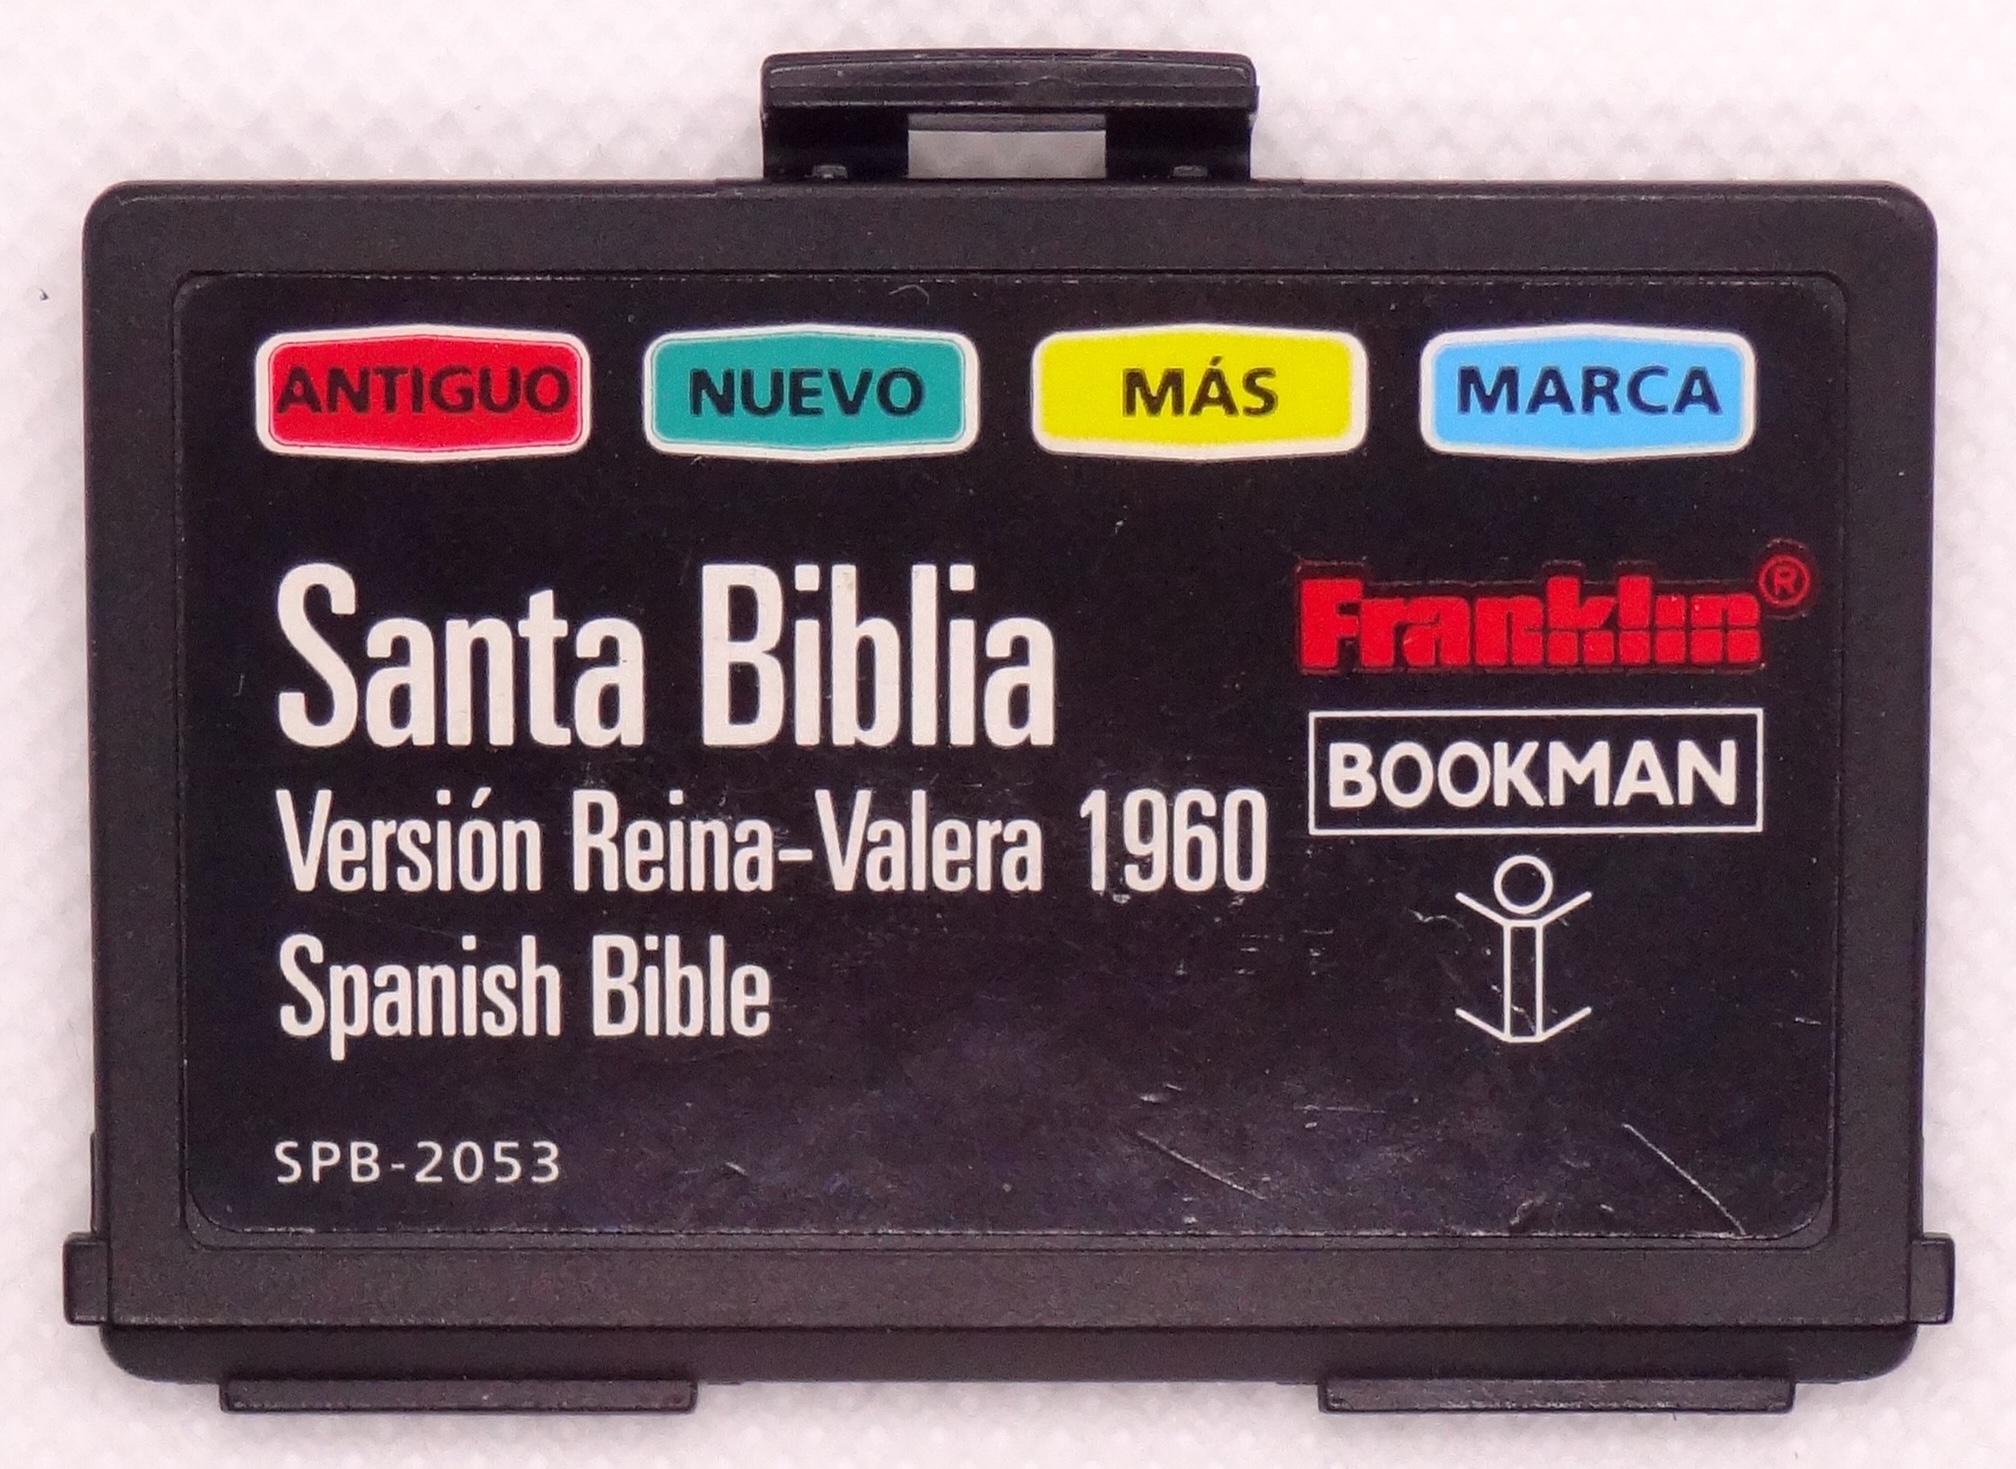 ANTIGUO NUEVO MÁS MARCA
Santa Biblia
Versión Reina-Valera 1960
Spanish Bible
SPB-2053
Franklin®
BOOKMAN